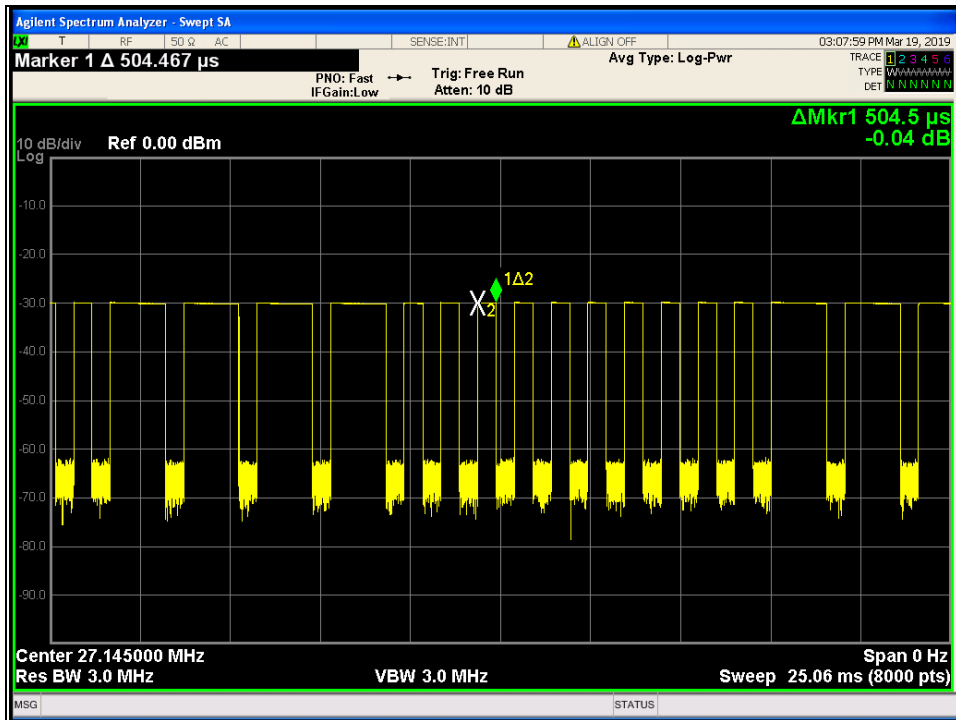 Agilent Spectrum Analyzer - Swept SA
LXI T RF 50 Ω AC SENSE:INT ALIGN OFF 03:07:59 PM Mar 19, 2019
Marker 1 Δ 504.467 µs
PNO: Fast
IFGain:Low
Trig: Free Run
Atten: 10 dB
Avg Type: Log-Pwr
TRACE 1 2 3 4 5 6
TYPE WWWWWW
DET N N N N N N
ΔMkr1 504.5 µs
-0.04 dB
10 dB/div Ref 0.00 dBm
Log
-10.0
-20.0
1Δ2
-30.0
X2
-40.0
-50.0
-60.0
-70.0
-80.0
-90.0
Center 27.145000 MHz Span 0 Hz
Res BW 3.0 MHz VBW 3.0 MHz Sweep 25.06 ms (8000 pts)
MSG STATUS